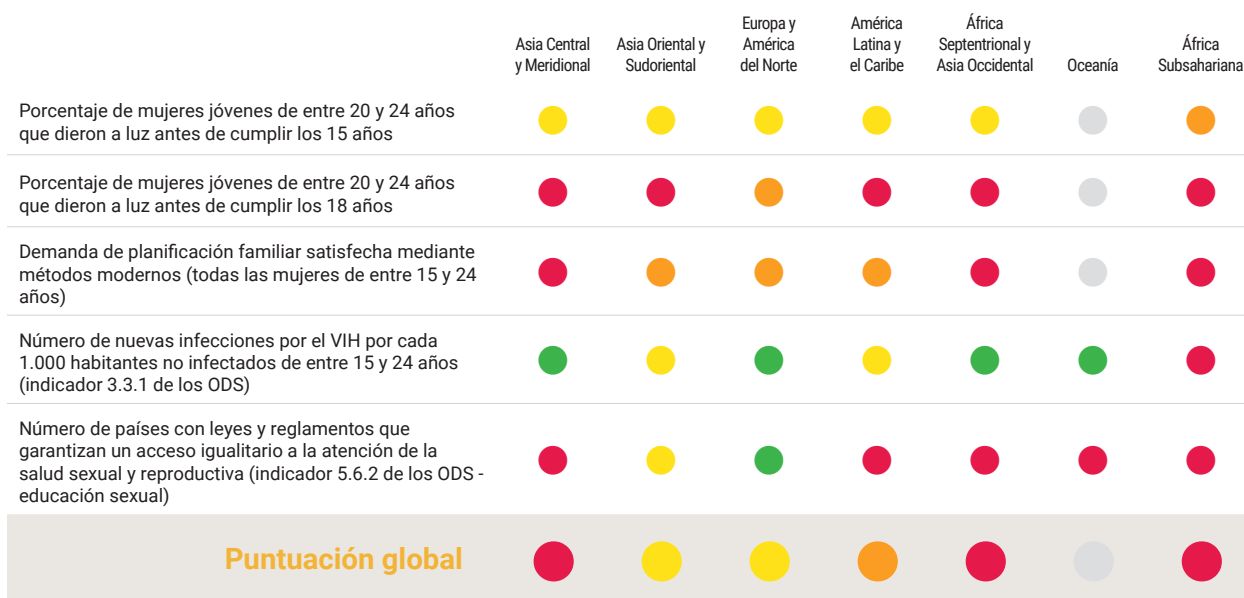 Asia Central
y Meridional
Asia Oriental y
Sudoriental
Europa y
América
del Norte
América
Latina y
el Caribe
África
Septentrional y
Asia Occidental
Oceanía
África
Subsahariana
Porcentaje de mujeres jóvenes de entre 20 y 24 años
que dieron a luz antes de cumplir los 15 años
Porcentaje de mujeres jóvenes de entre 20 y 24 años
que dieron a luz antes de cumplir los 18 años
Demanda de planificación familiar satisfecha mediante
métodos modernos (todas las mujeres de entre 15 y 24
años)
Número de nuevas infecciones por el VIH por cada
1.000 habitantes no infectados de entre 15 y 24 años
(indicador 3.3.1 de los ODS)
Número de países con leyes y reglamentos que
garantizan un acceso igualitario a la atención de la
salud sexual y reproductiva (indicador 5.6.2 de los ODS -
educación sexual)
Puntuación global